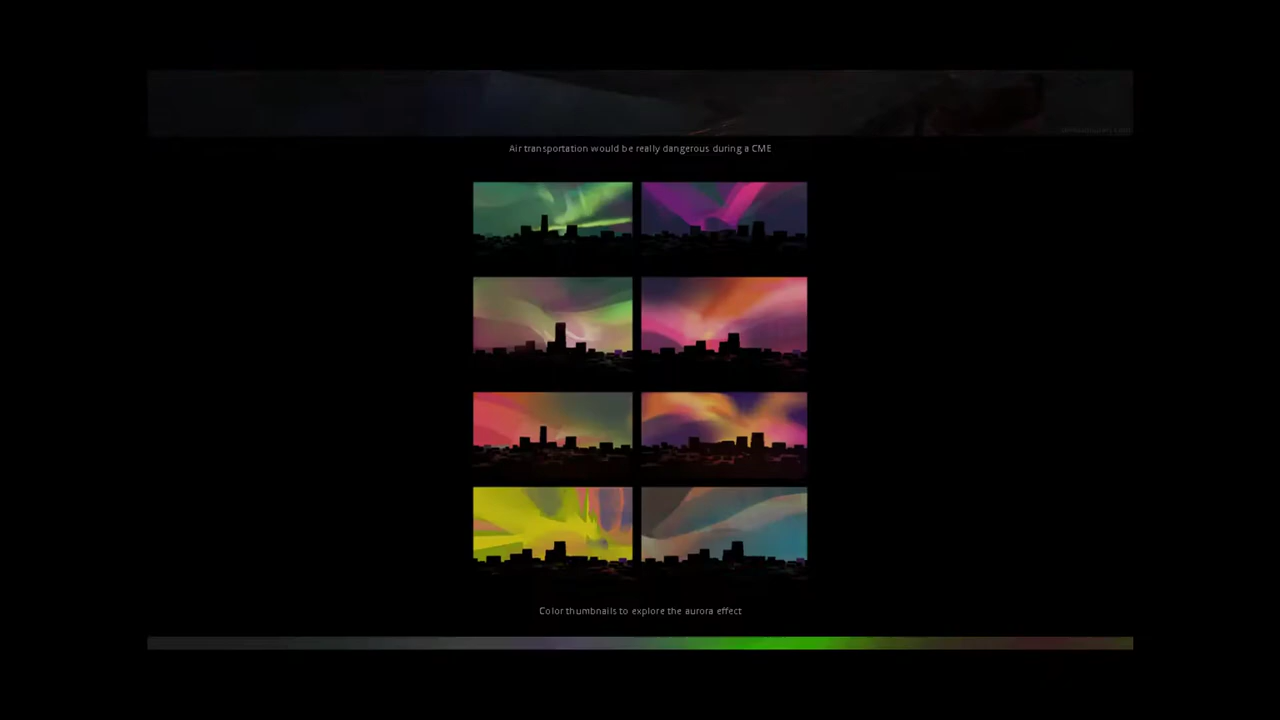 Air transportation would be really dangerous during a CME
Color thumbnails to explore the aurora effect